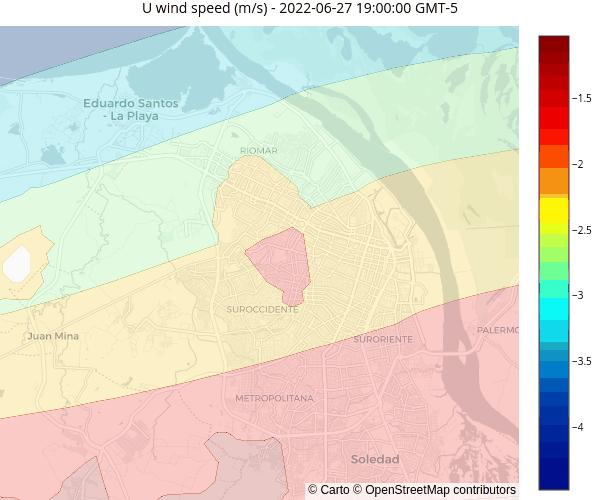 U wind speed (m/s) - 2022-06-27 19:00:00 GMT-5
−1.5
Eduardo Santos
- La Playa
RIOMAR
−2
−2.5
−3
SUROCCIDENTE
Juan Mina
PALERMO
SURORIENTE
−3.5
METROPOLITANA
−4
Soledad
© Carto © OpenStreetMap contributors